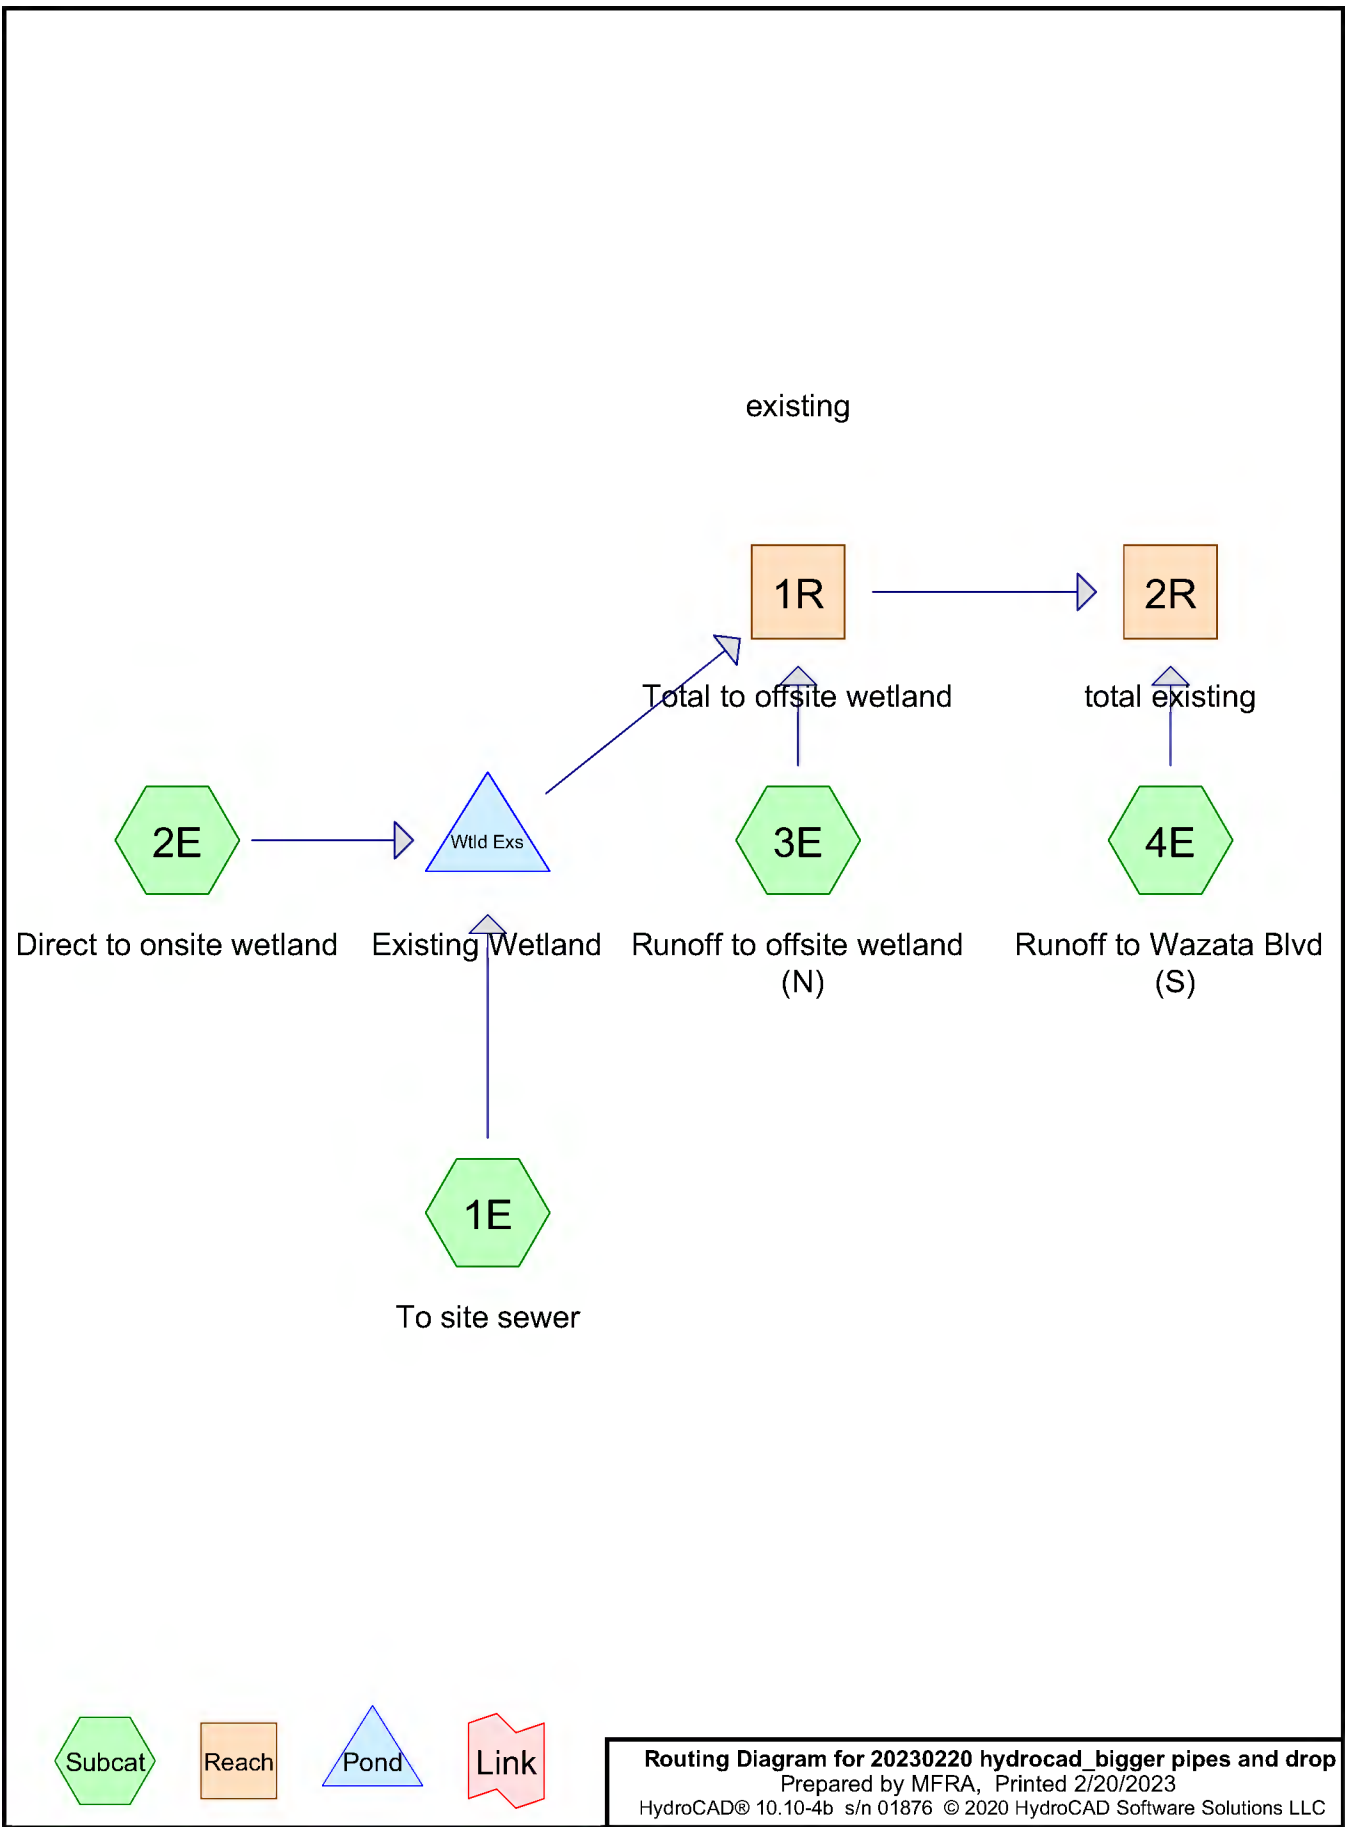 existing
1R
2R
Total to offsite wetland
total existing
2E
Wtld Exs
3E
4E
Direct to onsite wetland
Existing Wetland
Runoff to offsite wetland
(N)
Runoff to Wazata Blvd
(S)
1E
To site sewer
Subcat
Reach
Pond
Link
Routing Diagram for 20230220 hydrocad_bigger pipes and drop
Prepared by MFRA, Printed 2/20/2023
HydroCAD® 10.10-4b s/n 01876 © 2020 HydroCAD Software Solutions LLC